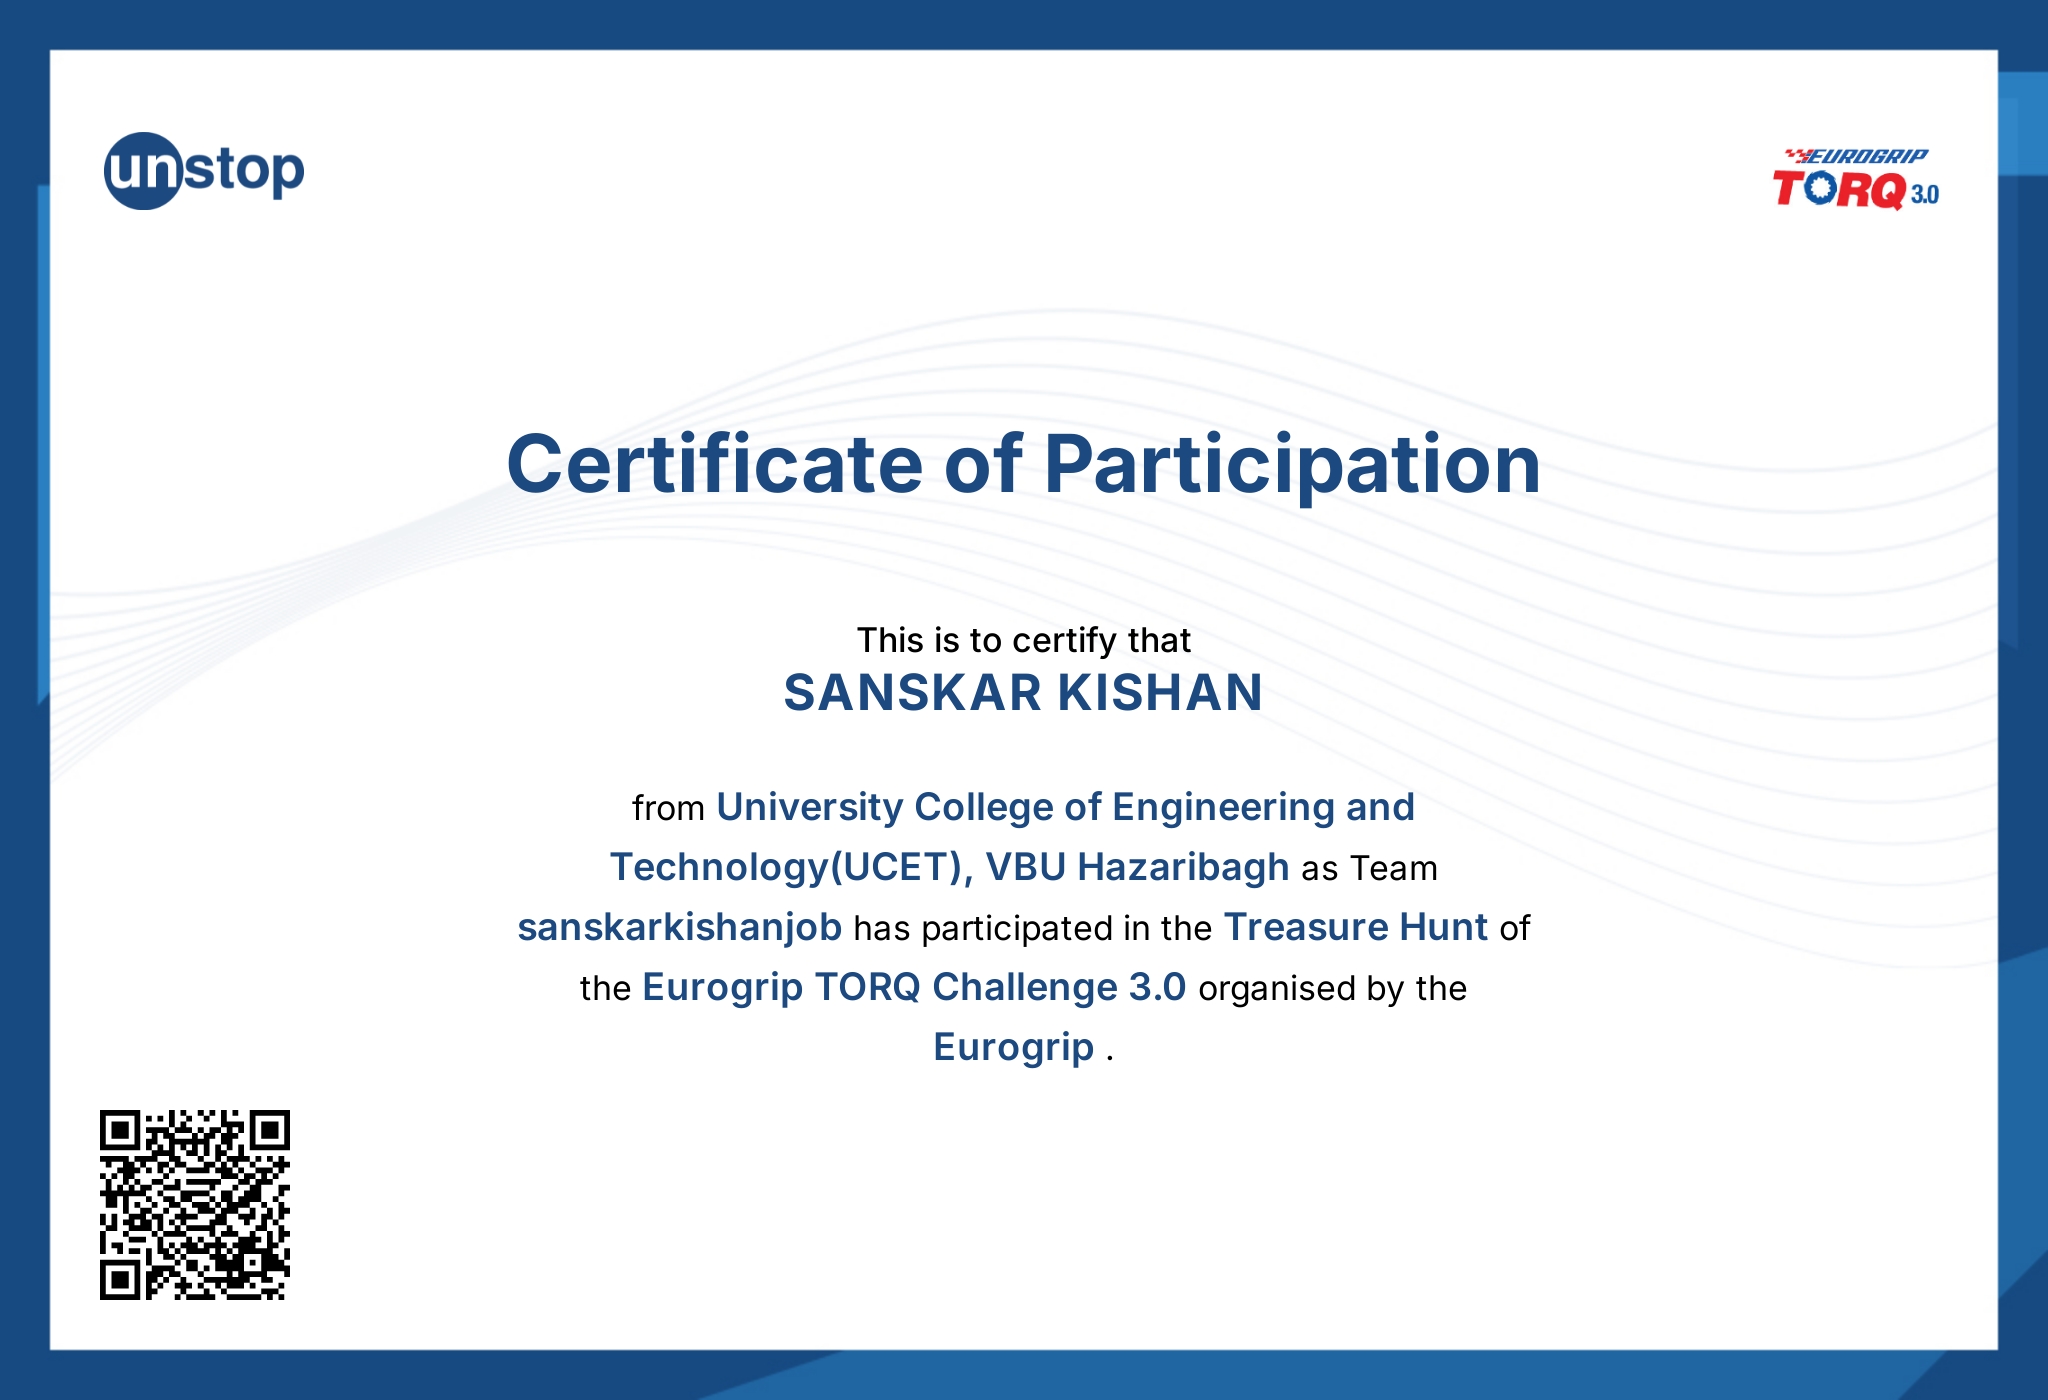 unstop
EUROGRIP
TORQ 3.0
Certificate of Participation
This is to certify that
SANSKAR KISHAN
from University College of Engineering and
Technology(UCET), VBU Hazaribagh as Team
sanskarkishanjob has participated in the Treasure Hunt of
the Eurogrip TORQ Challenge 3.0 organised by the
Eurogrip .